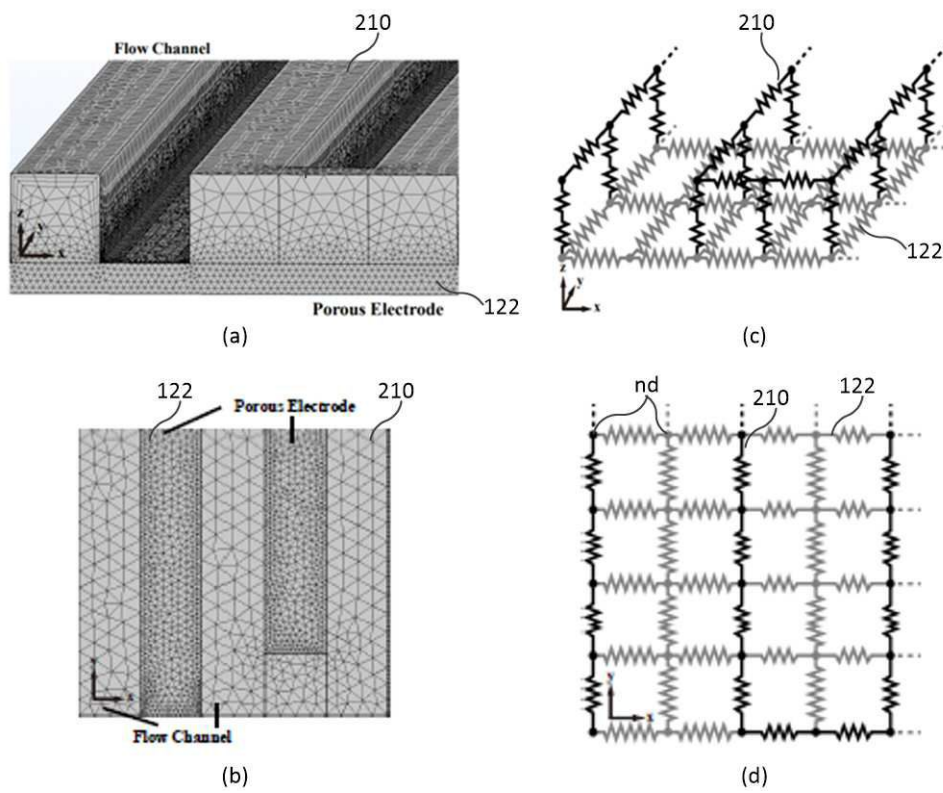 210
Flow Channel
z
y
x
122
Porous Electrode
(a)
210
122
z
y
x
(c)
122
210
Porous Electrode
y
x
Flow Channel
(b)
nd
210
122
y
x
(d)